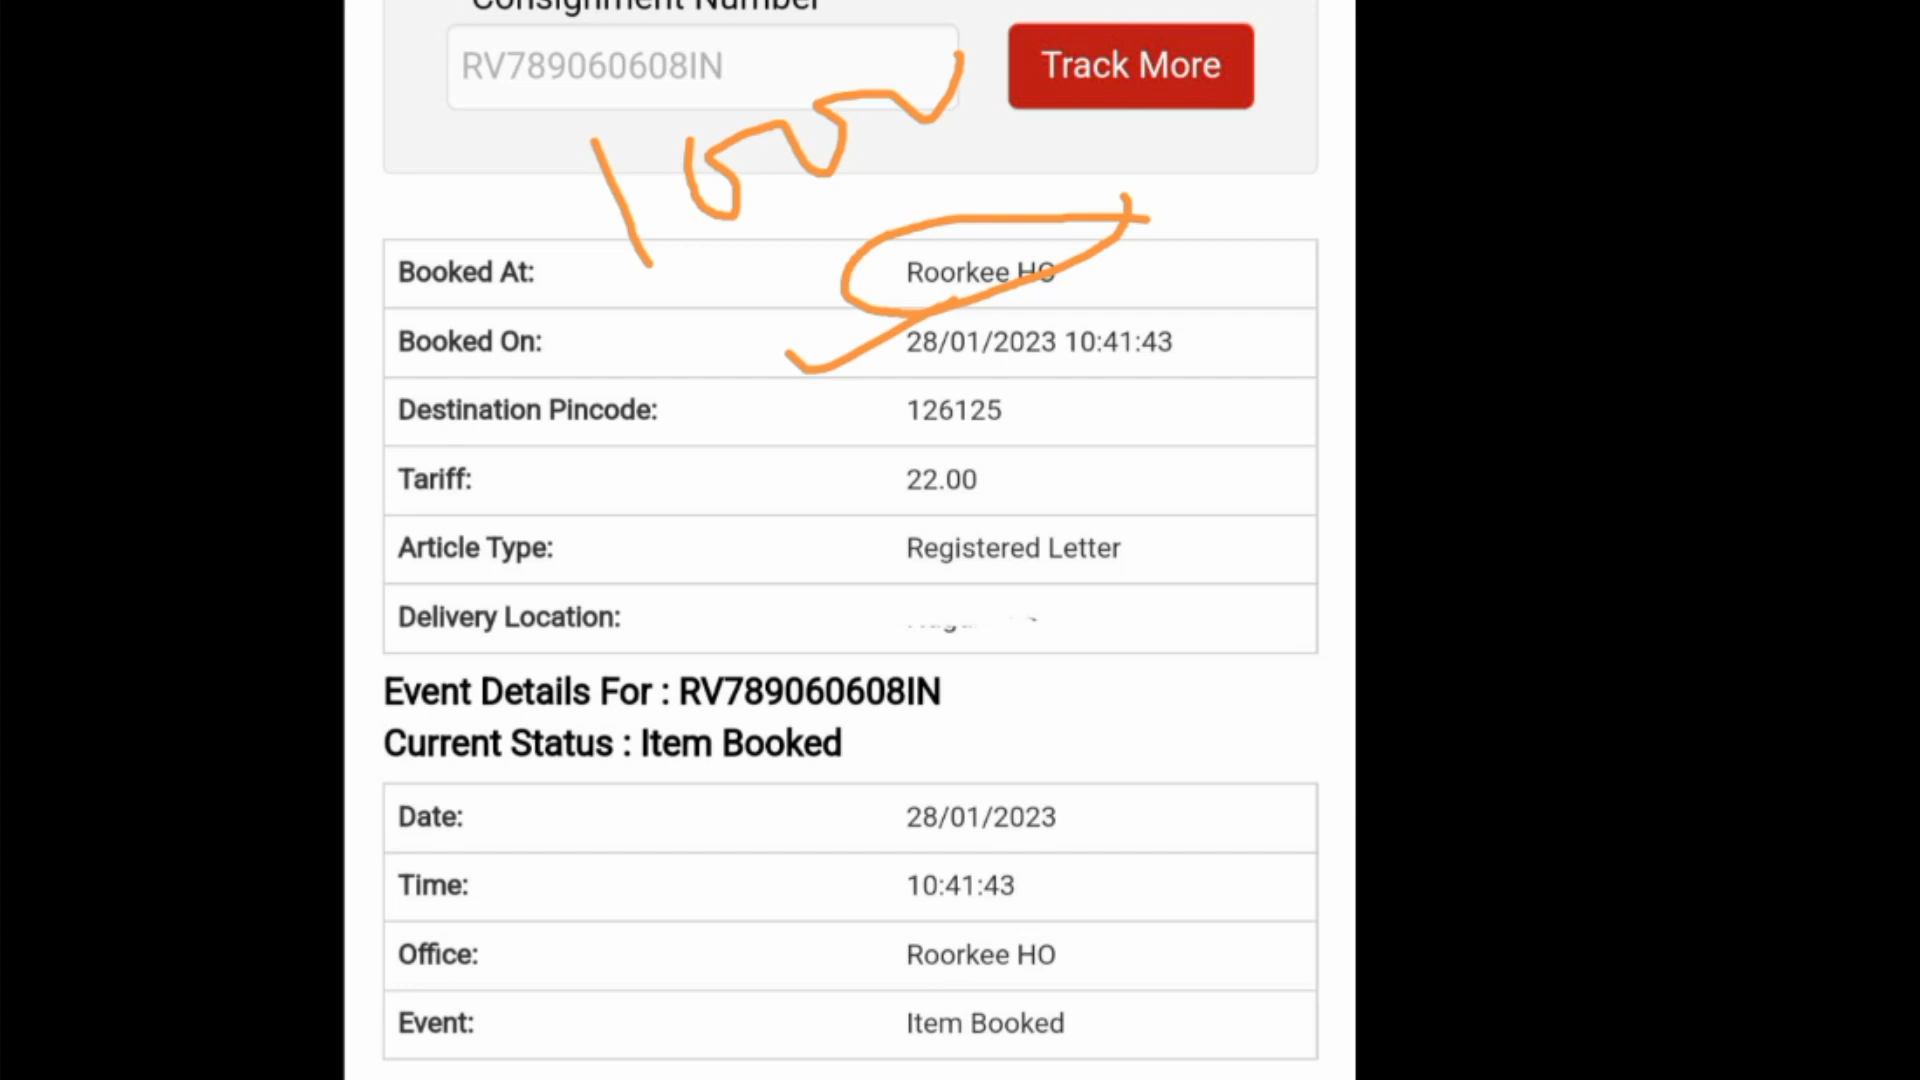 Consignment Number
RV789060608IN Track More
Booked At: Roorkee HO
Booked On: 28/01/2023 10:41:43
Destination Pincode: 126125
Tariff: 22.00
Article Type: Registered Letter
Delivery Location:
Event Details For : RV789060608IN
Current Status : Item Booked
Date: 28/01/2023
Time: 10:41:43
Office: Roorkee HO
Event: Item Booked